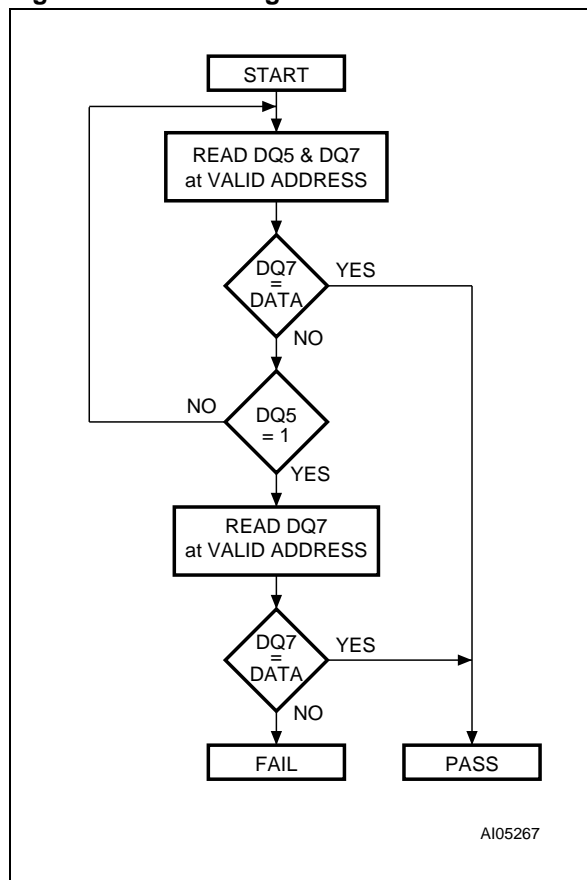 START
READ DQ5 & DQ7
at VALID ADDRESS
DQ7
=
DATA
YES
NO
DQ5
= 1
NO
YES
READ DQ7
at VALID ADDRESS
DQ7
=
DATA
YES
NO
FAIL
PASS
AI05267